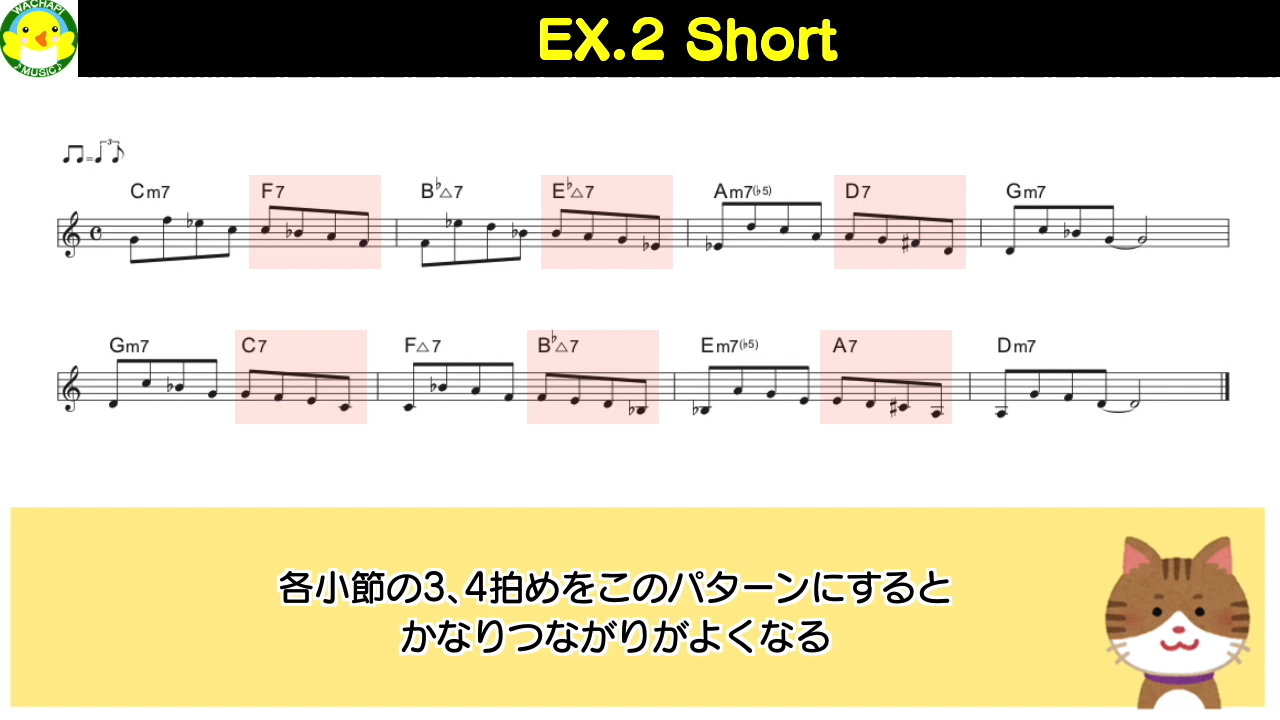 WACHAPI
♪MUSIC♪
EX.2 Short
♫=♩♪ 3
Cm7 F7 B♭△7 E♭△7 Am7(♭5) D7 Gm7
Gm7 C7 F△7 B♭△7 Em7(♭5) A7 Dm7
各小節の3、4拍めをこのパターンにすると
かなりつながりがよくなる